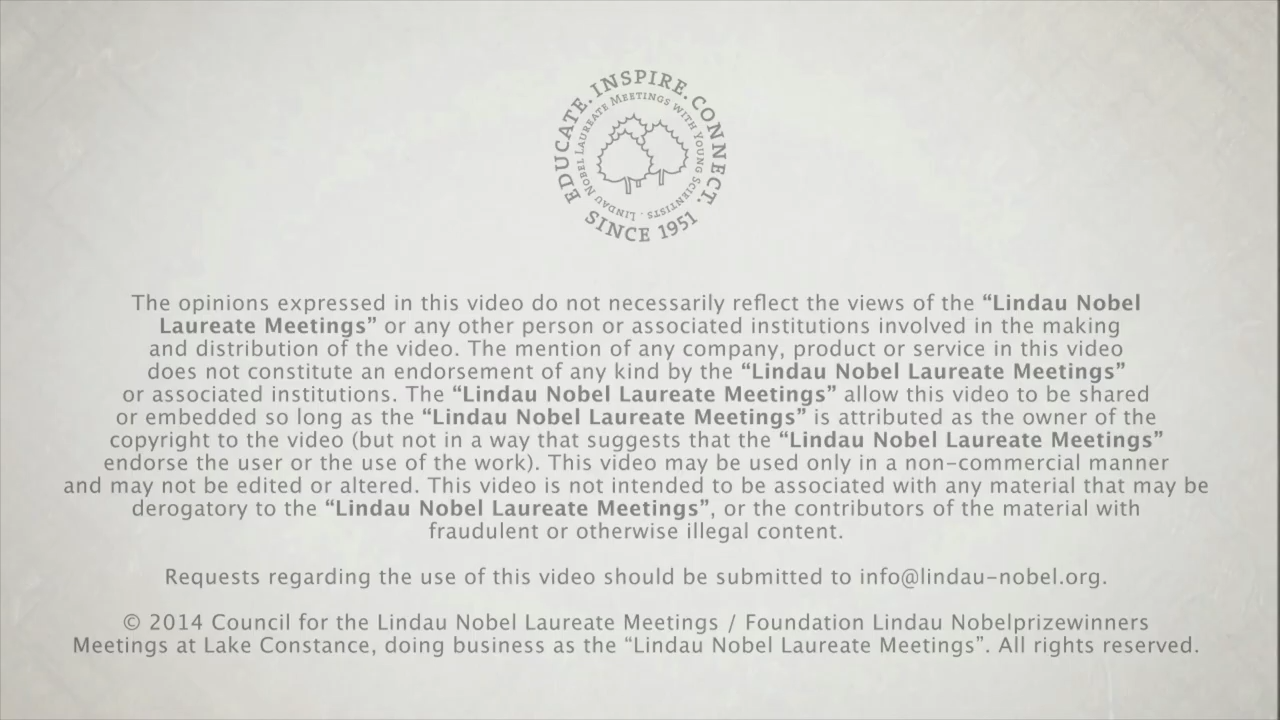 EDUCATE. INSPIRE. CONNECT.
LINDAU NOBEL LAUREATE MEETINGS WITH YOUNG SCIENTISTS ·
SINCE 1951
The opinions expressed in this video do not necessarily reflect the views of the “Lindau Nobel
Laureate Meetings” or any other person or associated institutions involved in the making
and distribution of the video. The mention of any company, product or service in this video
does not constitute an endorsement of any kind by the “Lindau Nobel Laureate Meetings”
or associated institutions. The “Lindau Nobel Laureate Meetings” allow this video to be shared
or embedded so long as the “Lindau Nobel Laureate Meetings” is attributed as the owner of the
copyright to the video (but not in a way that suggests that the “Lindau Nobel Laureate Meetings”
endorse the user or the use of the work). This video may be used only in a non-commercial manner
and may not be edited or altered. This video is not intended to be associated with any material that may be
derogatory to the “Lindau Nobel Laureate Meetings”, or the contributors of the material with
fraudulent or otherwise illegal content.
Requests regarding the use of this video should be submitted to info@lindau-nobel.org.
© 2014 Council for the Lindau Nobel Laureate Meetings / Foundation Lindau Nobelprizewinners
Meetings at Lake Constance, doing business as the “Lindau Nobel Laureate Meetings”. All rights reserved.